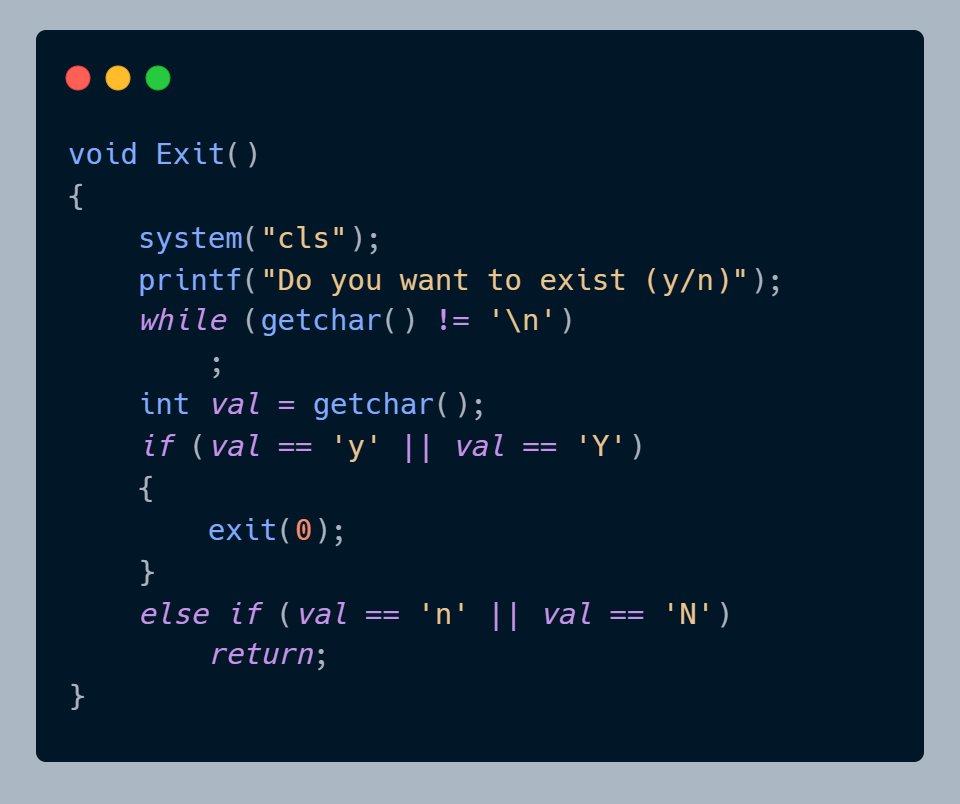 void Exit()
{
    system("cls");
    printf("Do you want to exist (y/n)");
    while (getchar() != '\n')
        ;
    int val = getchar();
    if (val == 'y' || val == 'Y')
    {
        exit(0);
    }
    else if (val == 'n' || val == 'N')
        return;
}